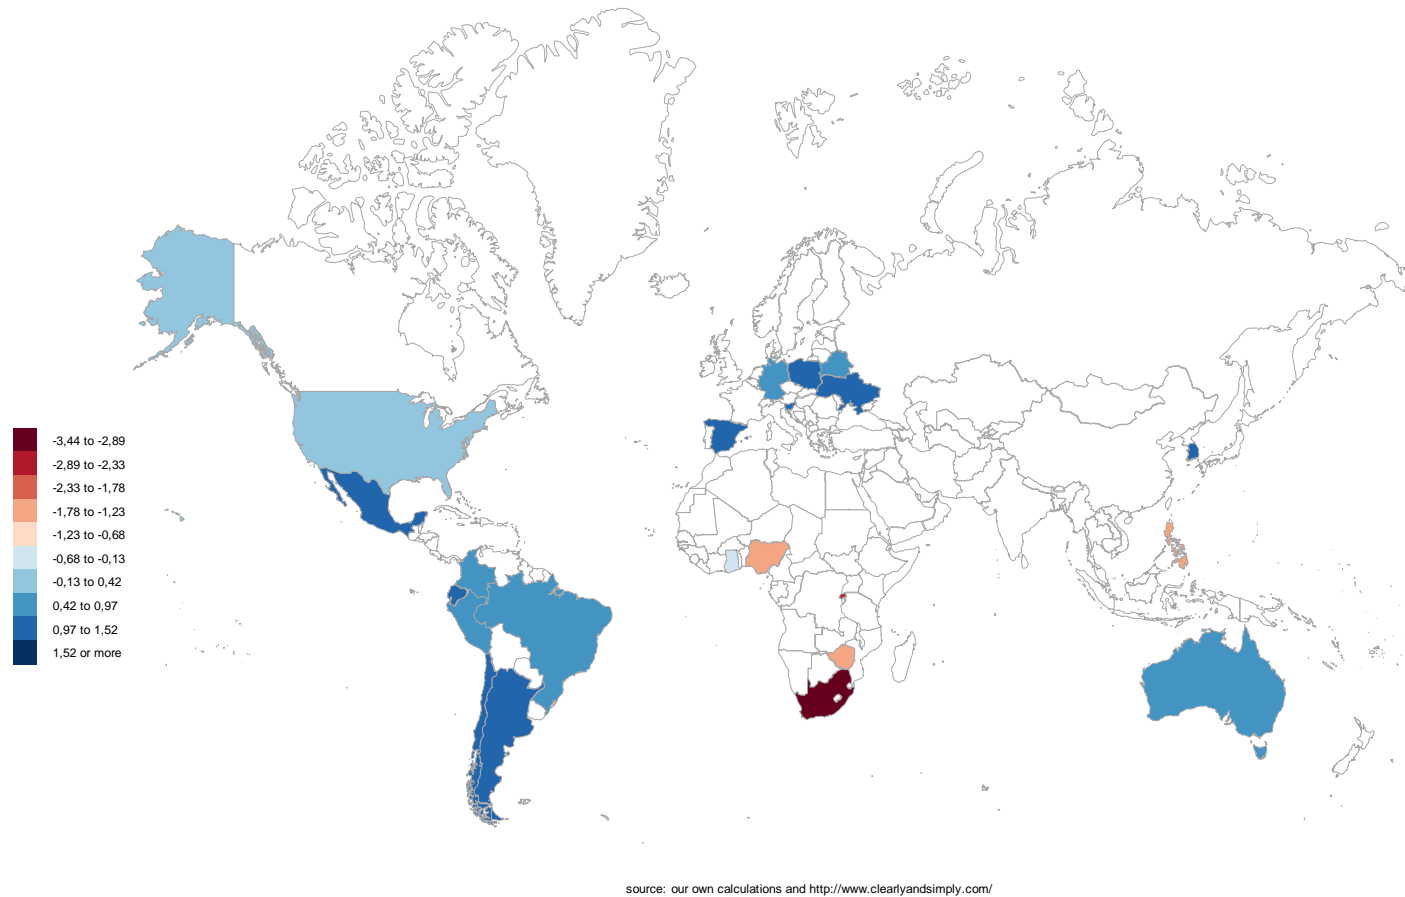 -3,44 to -2,89
-2,89 to -2,33
-2,33 to -1,78
-1,78 to -1,23
-1,23 to -0,68
-0,68 to -0,13
-0,13 to 0,42
0,42 to 0,97
0,97 to 1,52
1,52 or more
source: our own calculations and http://www.clearlyandsimply.com/